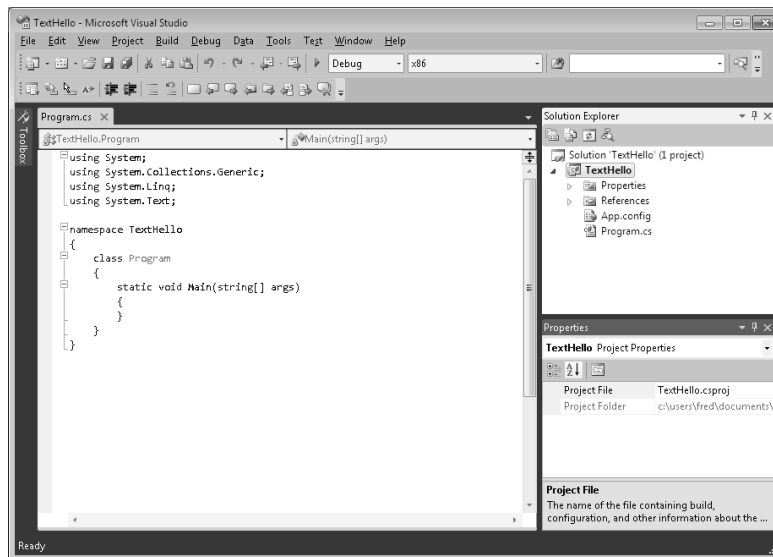 TextHello - Microsoft Visual Studio
File Edit View Project Build Debug Data Tools Test Window Help
Debug x86
Toolbox
Program.cs
TextHello.Program Main(string[] args)
using System;
using System.Collections.Generic;
using System.Linq;
using System.Text;
namespace TextHello
{
class Program
{
static void Main(string[] args)
{
}
}
}
Solution Explorer
Solution 'TextHello' (1 project)
TextHello
Properties
References
App.config
Program.cs
Properties
TextHello Project Properties
Project File TextHello.csproj
Project Folder c:\users\fred\documents\
Project File
The name of the file containing build,
configuration, and other information about the ...
Ready